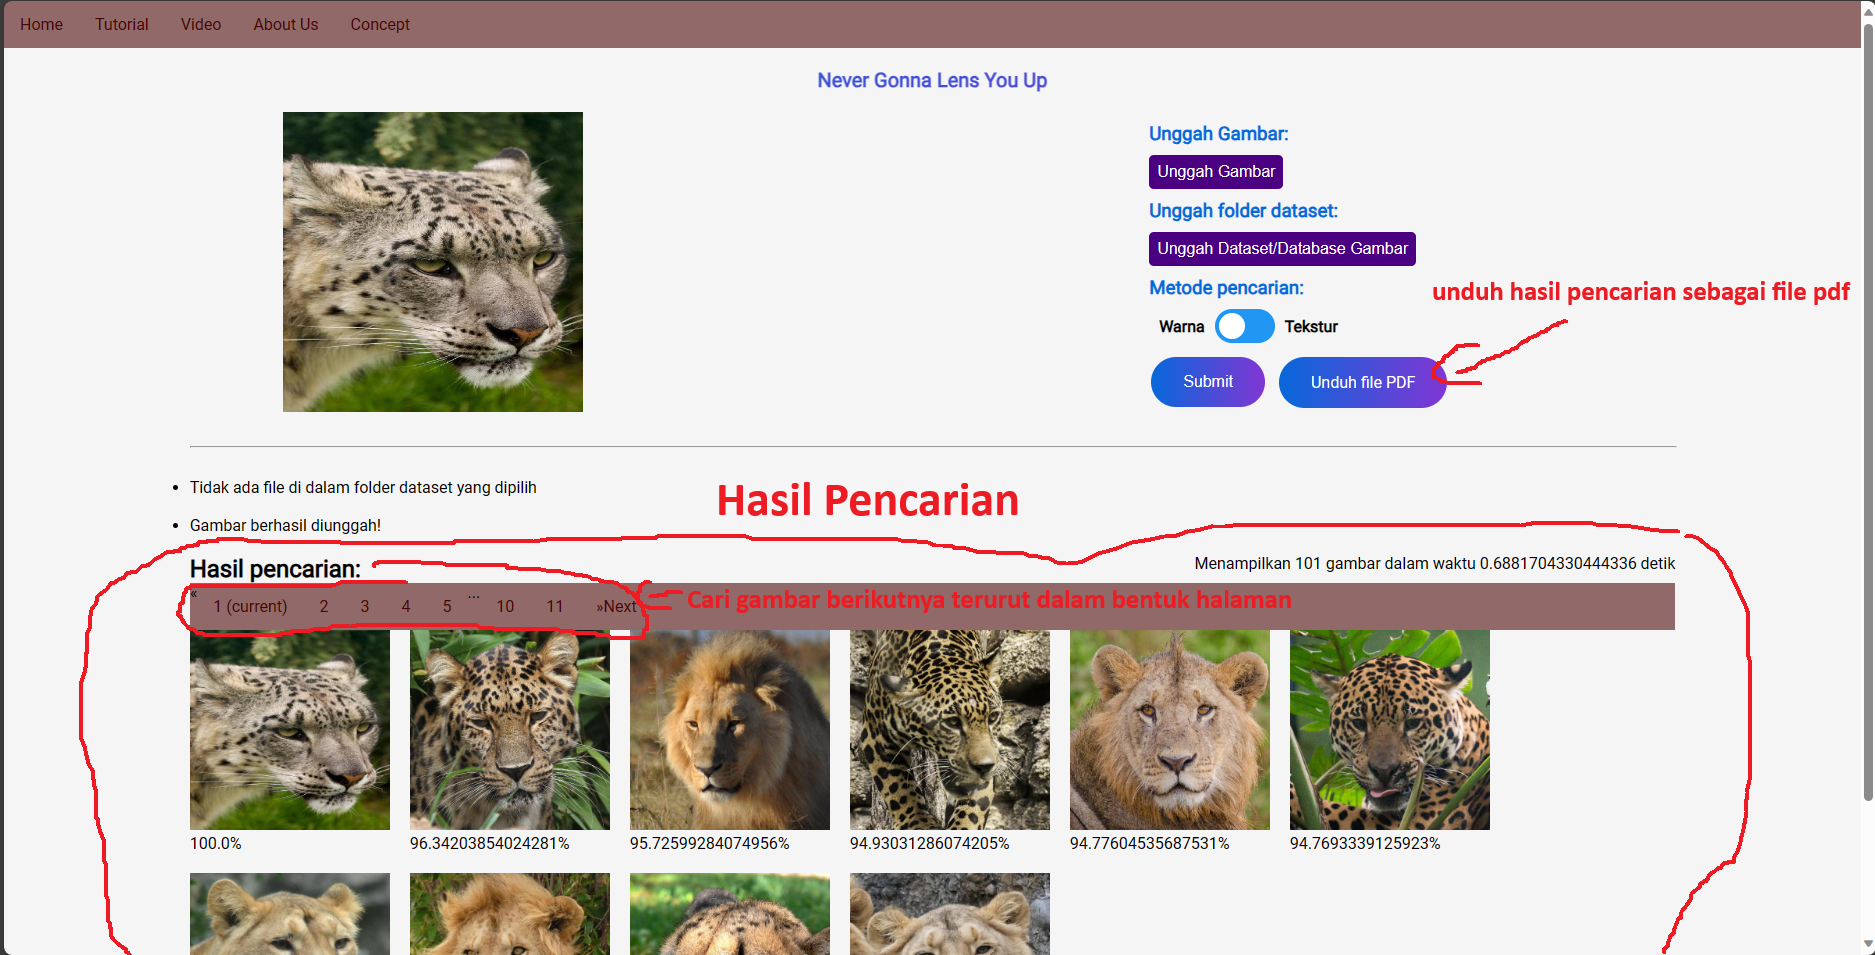 Home Tutorial Video About Us Concept
Never Gonna Lens You Up
Unggah Gambar:
Unggah Gambar
Unggah folder dataset:
Unggah Dataset/Database Gambar
Metode pencarian:
Warna Tekstur
Submit Unduh file PDF
unduh hasil pencarian sebagai file pdf
• Tidak ada file di dalam folder dataset yang dipilih
• Gambar berhasil diunggah!
Hasil Pencarian
Hasil pencarian:
Menampilkan 101 gambar dalam waktu 0.6881704330444336 detik
« 1 (current) 2 3 4 5 ... 10 11 »Next
Cari gambar berikutnya terurut dalam bentuk halaman
100.0% 96.34203854024281% 95.72599284074956% 94.93031286074205% 94.77604535687531% 94.7693339125923%